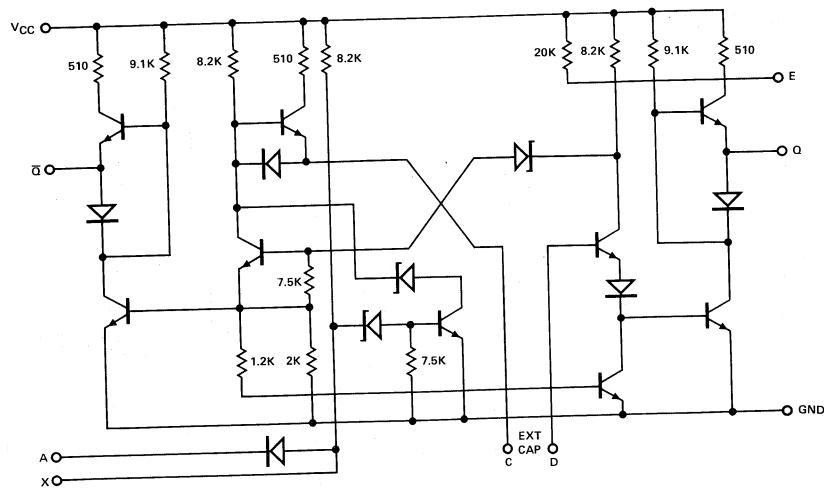 VCC
510
9.1K
8.2K
510
8.2K
20K
8.2K
9.1K
510
E
Q̅
Q
7.5K
1.2K
2K
7.5K
GND
A
X
C
EXT
CAP
D